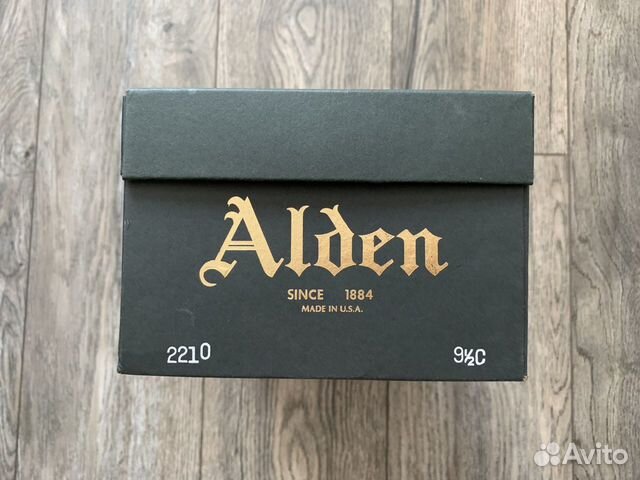 Alden
SINCE 1884
MADE IN U.S.A.
2210 9½C
Avito